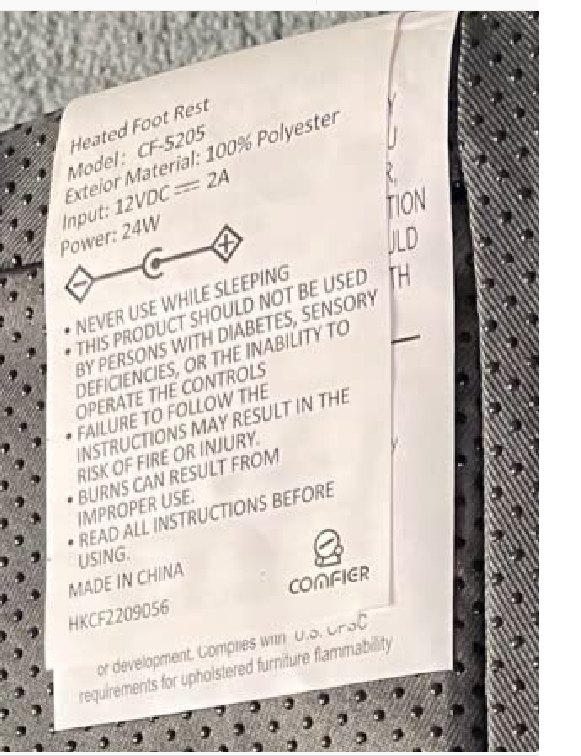 Heated Foot Rest
Model: CF-5205
Exteior Material: 100% Polyester
Input: 12VDC ⎓ 2A
Power: 24W
• NEVER USE WHILE SLEEPING
• THIS PRODUCT SHOULD NOT BE USED
BY PERSONS WITH DIABETES, SENSORY
DEFICIENCIES, OR THE INABILITY TO
OPERATE THE CONTROLS
• FAILURE TO FOLLOW THE
INSTRUCTIONS MAY RESULT IN THE
RISK OF FIRE OR INJURY.
• BURNS CAN RESULT FROM
IMPROPER USE.
• READ ALL INSTRUCTIONS BEFORE
USING.
MADE IN CHINA
COMFIER
HKCF2209056
or development. Complies with U.S. CPSC
requirements for upholstered furniture flammability